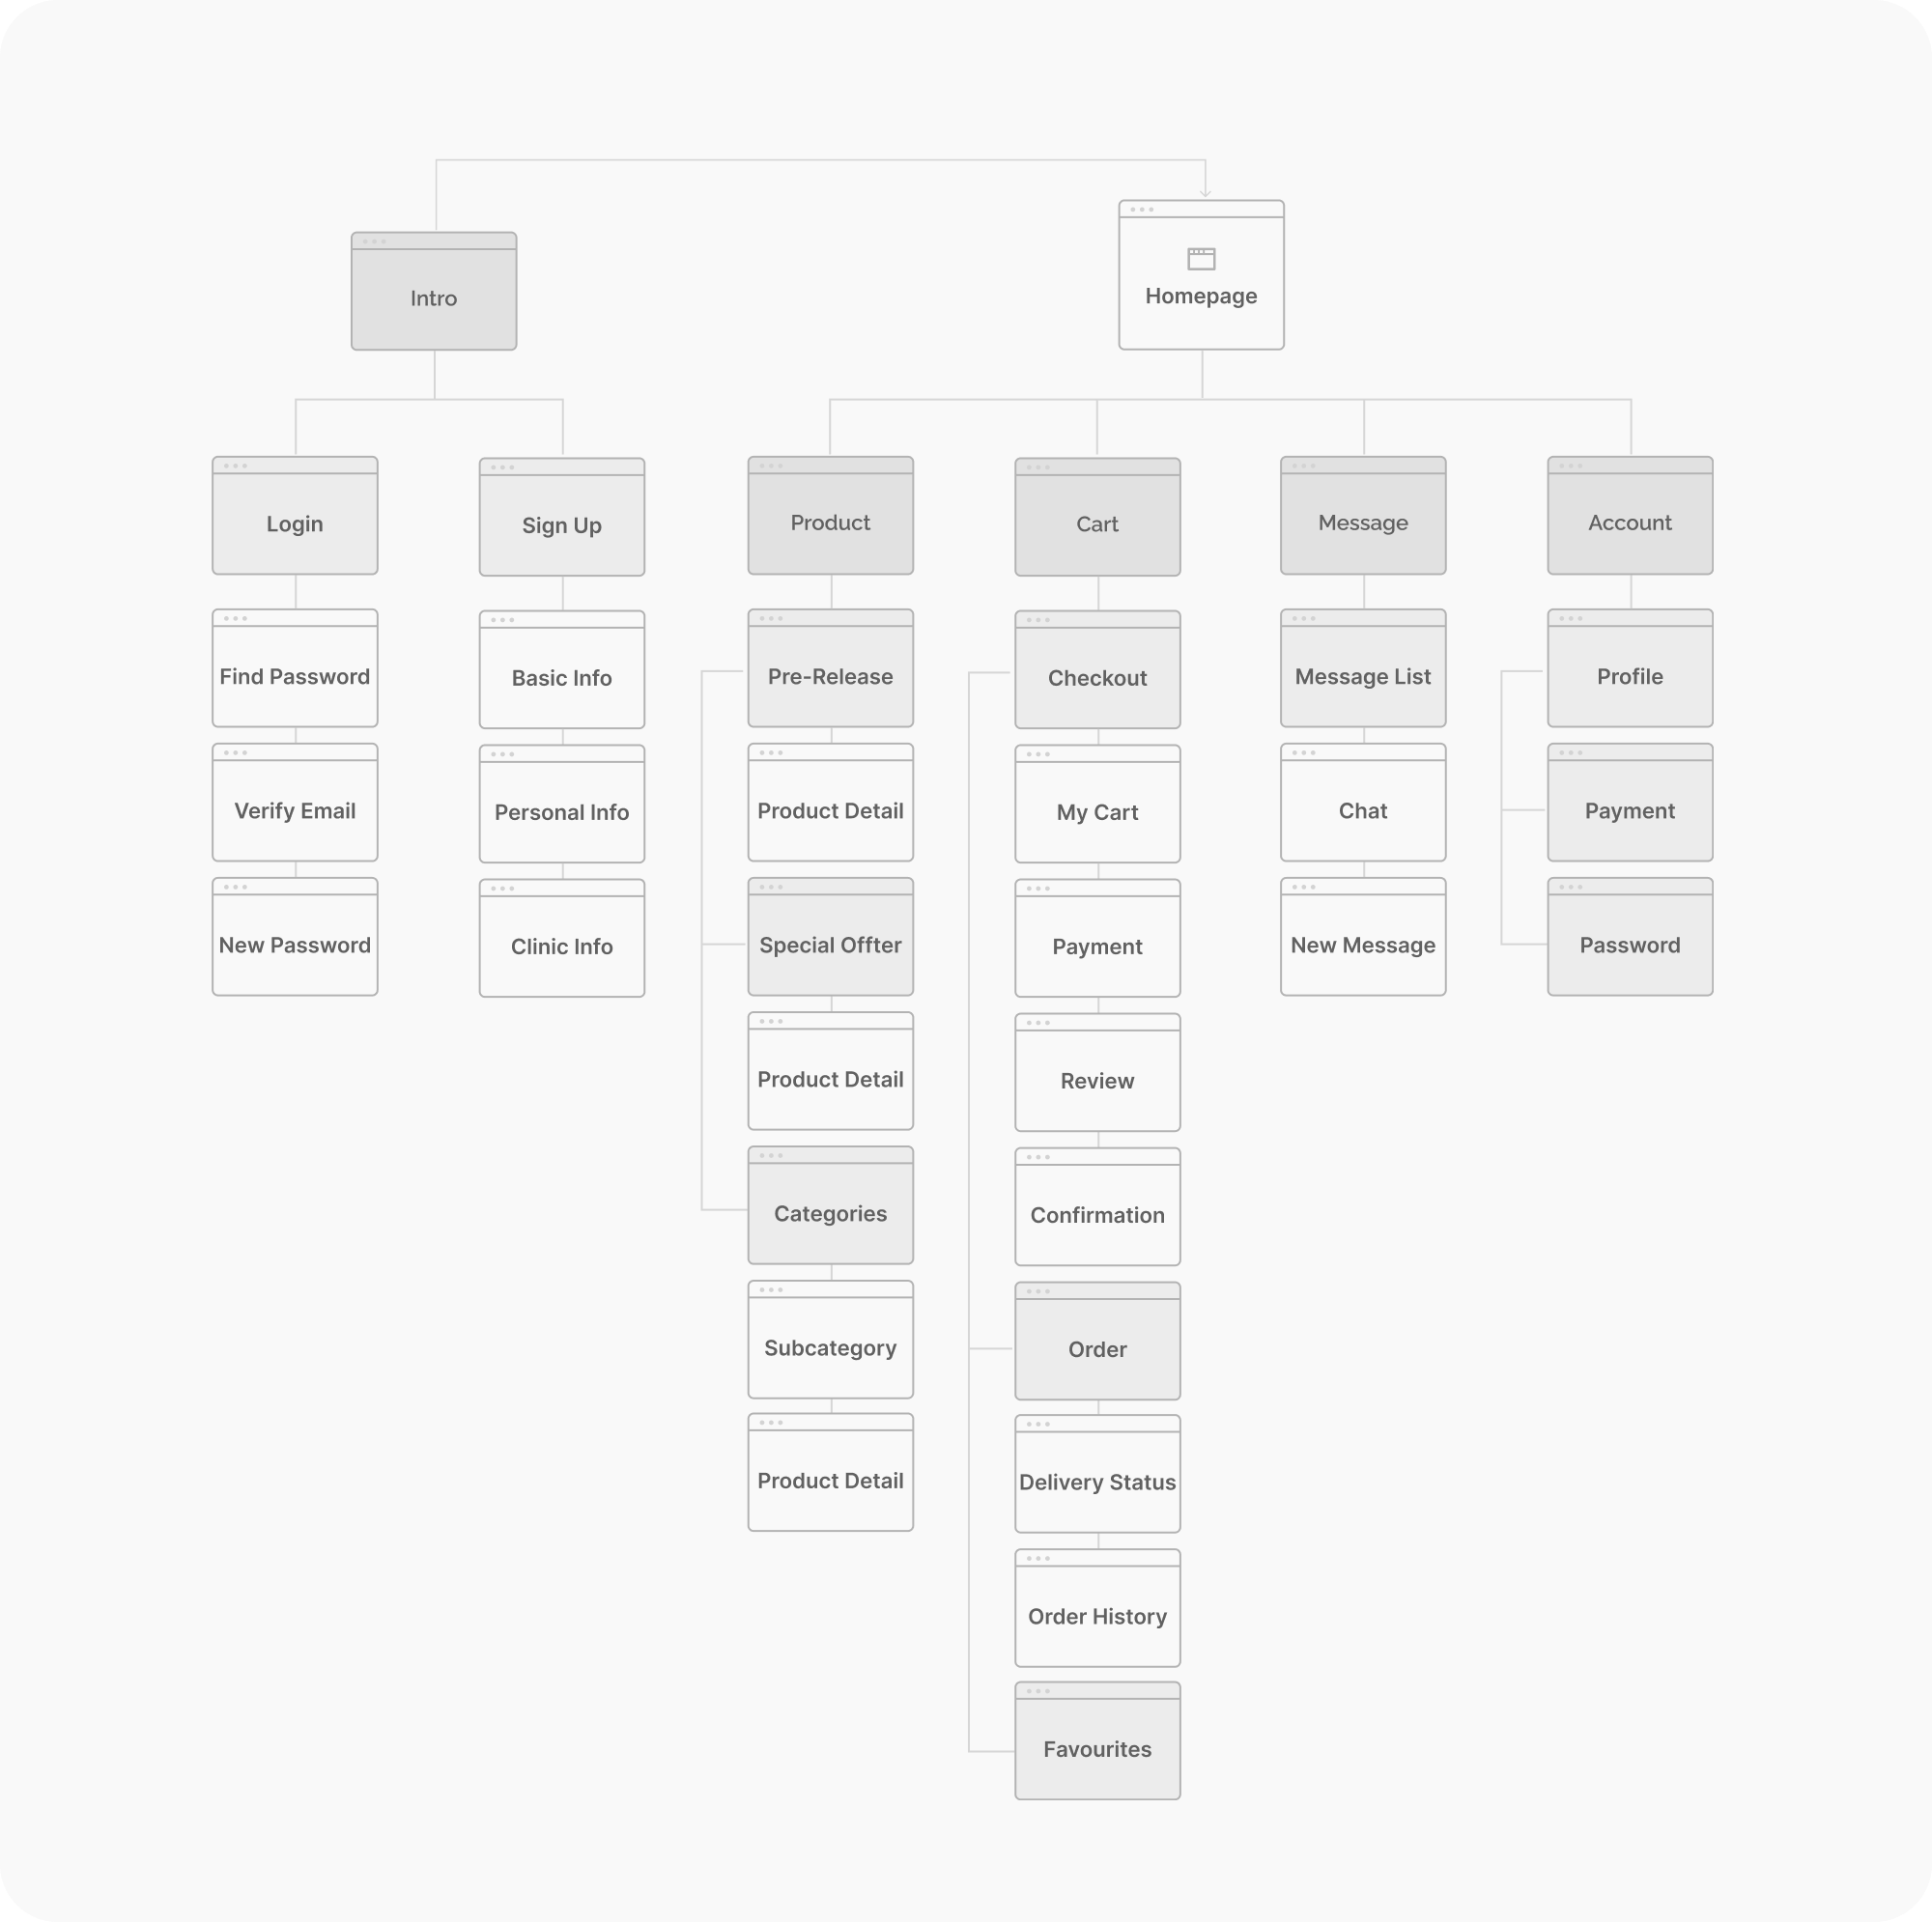 Intro
Homepage
Login
Sign Up
Product
Cart
Message
Account
Find Password
Basic Info
Pre-Release
Checkout
Message List
Profile
Verify Email
Personal Info
Product Detail
My Cart
Chat
Payment
New Password
Clinic Info
Special Offter
Payment
New Message
Password
Product Detail
Review
Categories
Confirmation
Subcategory
Order
Product Detail
Delivery Status
Order History
Favourites